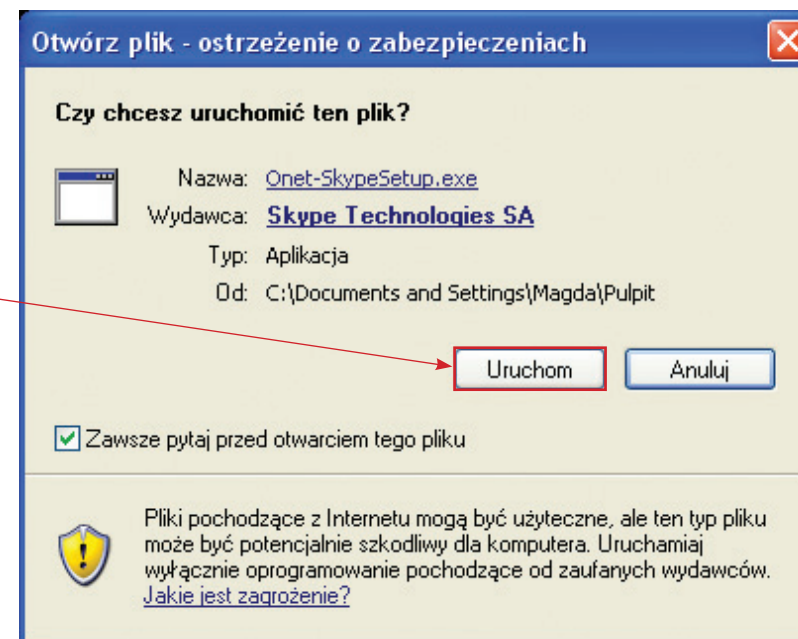 Otwórz plik - ostrzeżenie o zabezpieczeniach
Czy chcesz uruchomić ten plik?
Nazwa: Onet-SkypeSetup.exe
Wydawca: Skype Technologies SA
Typ: Aplikacja
Od: C:\Documents and Settings\Magda\Pulpit
Uruchom Anuluj
Zawsze pytaj przed otwarciem tego pliku
Pliki pochodzące z Internetu mogą być użyteczne, ale ten typ pliku
może być potencjalnie szkodliwy dla komputera. Uruchamiaj
wyłącznie oprogramowanie pochodzące od zaufanych wydawców.
Jakie jest zagrożenie?